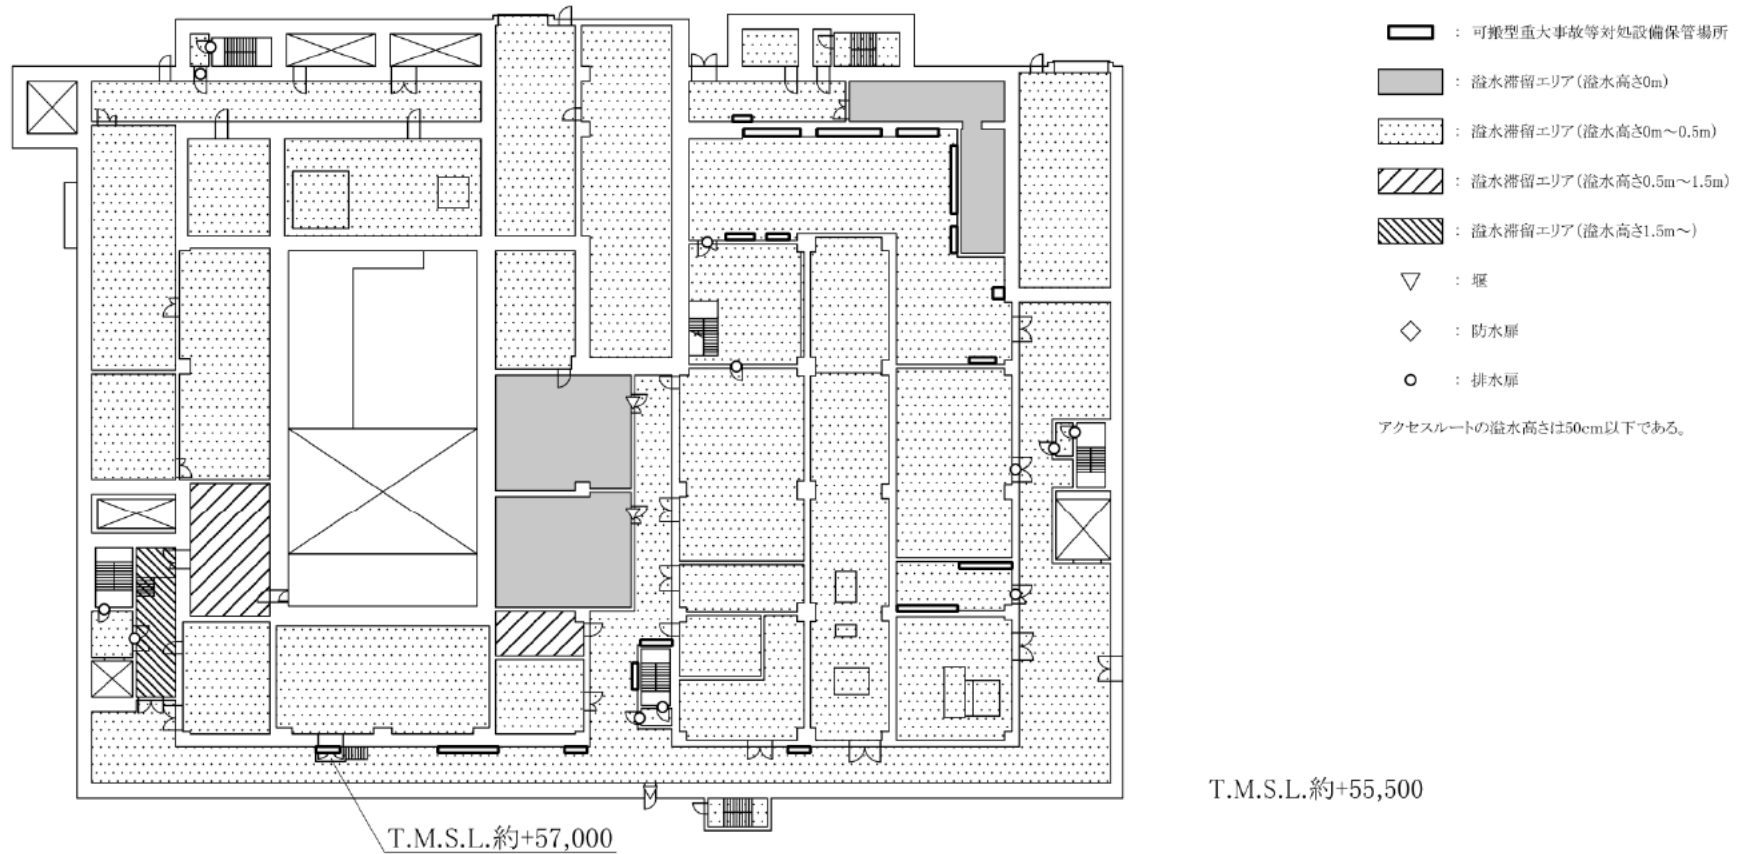 ： 可搬型重大事故等対処設備保管場所
： 溢水滞留エリア（溢水高さ0m）
： 溢水滞留エリア（溢水高さ0m～0.5m）
： 溢水滞留エリア（溢水高さ0.5m～1.5m）
： 溢水滞留エリア（溢水高さ1.5m～）
： 堰
： 防水扉
： 排水扉
アクセスルートの溢水高さは50cm以下である。
T.M.S.L.約+55,500
T.M.S.L.約+57,000